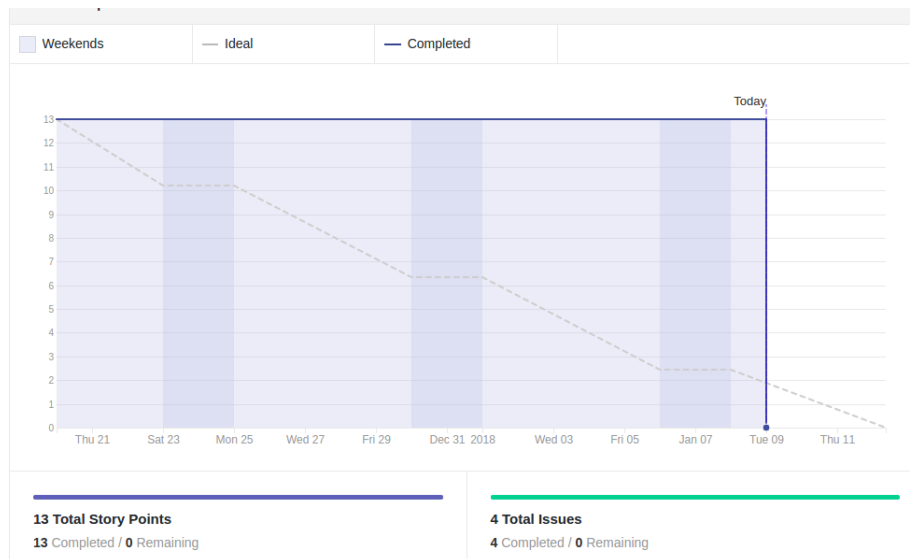 Weekends
Ideal
Completed
Today
13
12
11
10
9
8
7
6
5
4
3
2
1
0
Thu 21 Sat 23 Mon 25 Wed 27 Fri 29 Dec 31 2018 Wed 03 Fri 05 Jan 07 Tue 09 Thu 11
13 Total Story Points
13 Completed / 0 Remaining
4 Total Issues
4 Completed / 0 Remaining